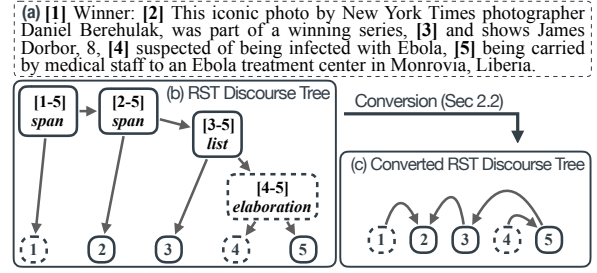 (a) [1] Winner: [2] This iconic photo by New York Times photographer
Daniel Berehulak, was part of a winning series, [3] and shows James
Dorbor, 8, [4] suspected of being infected with Ebola, [5] being carried
by medical staff to an Ebola treatment center in Monrovia, Liberia.
(b) RST Discourse Tree
[1-5]
span
[2-5]
span
[3-5]
list
[4-5]
elaboration
1 2 3 4 5
Conversion (Sec 2.2)
(c) Converted RST Discourse Tree
1 2 3 4 5